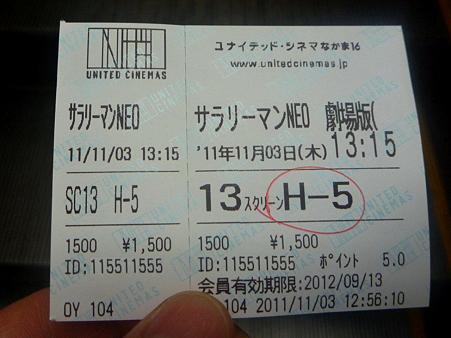 UNITED CINEMAS
サラリーマンNEO
11/11/03 13:15
SC13 H-5
1500 ¥1,500
ID:115511555
OY 104
ユナイテッド・シネマなかま16
www.unitedcinemas.jp
サラリーマンNEO 劇場版(
'11年11月03日(木) 13:15
13スクリーン H-5
1500 ¥1,500
ID:115511555 ポイント 5.0
会員有効期限:2012/09/13
104 2011/11/03 12:56:10